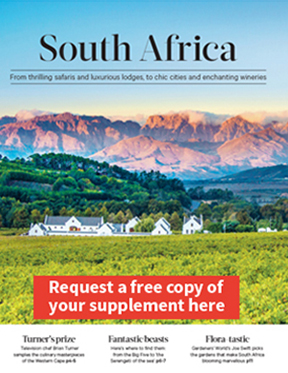 South Africa
From thrilling safaris and luxurious lodges, to chic cities and enchanting wineries
Request a free copy of
your supplement here
Turner's prize
Television chef Brian Turner
samples the culinary masterpieces
of the Western Cape p4-5
Fantastic beasts
Here's where to find them
from the Big Five to 'the
Serengeti of the sea' p6-7
Flora-tastic
Gardeners' World's Joe Swift picks
the gardens that make South Africa
blooming marvellous p11